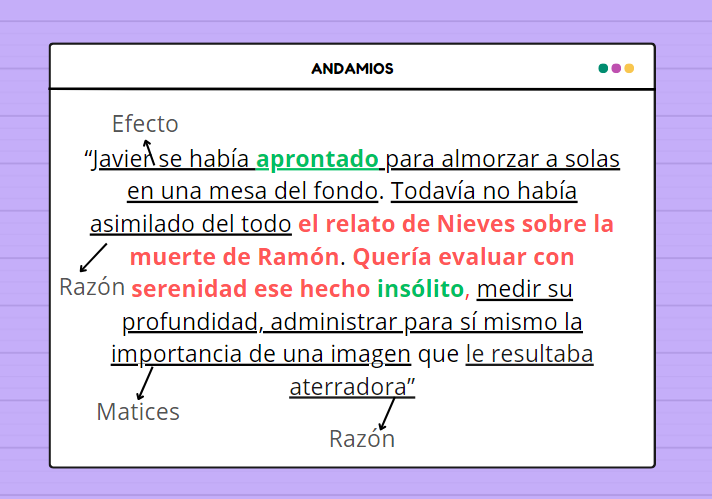 ANDAMIOS
Efecto
“Javier se había aprontado para almorzar a solas
en una mesa del fondo. Todavía no había
asimilado del todo el relato de Nieves sobre la
muerte de Ramón. Quería evaluar con
Razón serenidad ese hecho insólito, medir su
profundidad, administrar para sí mismo la
importancia de una imagen que le resultaba
aterradora”
Matices
Razón